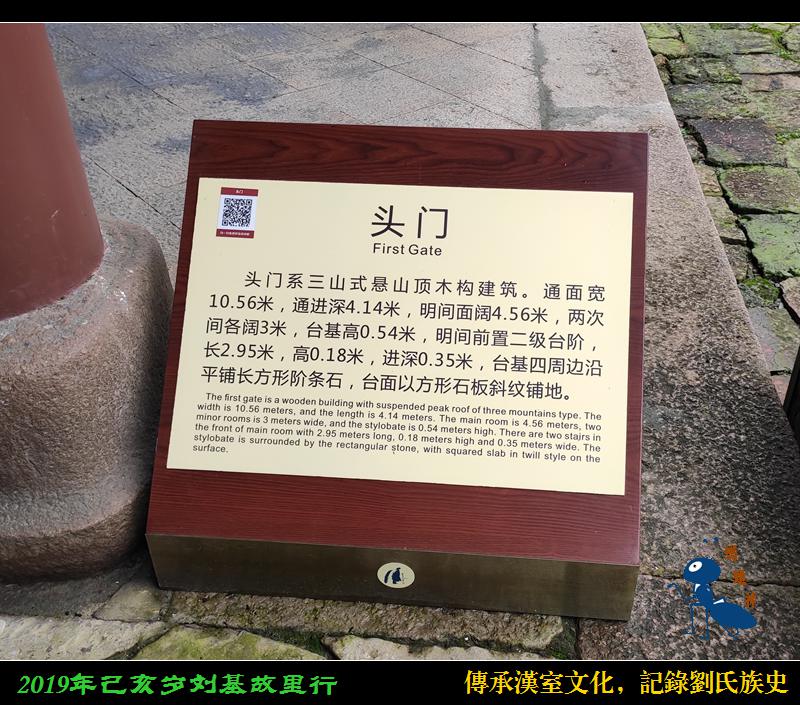 头门
头门
First Gate
头门系三山式悬山顶木构建筑。通面宽
10.56米，通进深4.14米，明间面阔4.56米，两次
间各阔3米，台基高0.54米，明间前置二级台阶，
长2.95米，高0.18米，进深0.35米，台基四周边沿
平铺长方形阶条石，台面以方形石板斜纹铺地。
The first gate is a wooden building with suspended peak roof of three mountains type. The
width is 10.56 meters, and the length is 4.14 meters. The main room is 4.56 meters, two
minor rooms is 3 meters wide, and the stylobate is 0.54 meters high. There are two stairs in
the front of main room with 2.95 meters long, 0.18 meters high and 0.35 meters wide. The
stylobate is surrounded by the rectangular stone, with squared slab in twill style on the
surface.
2019年己亥岁刘基故里行
傳承漢室文化，記錄劉氏族史